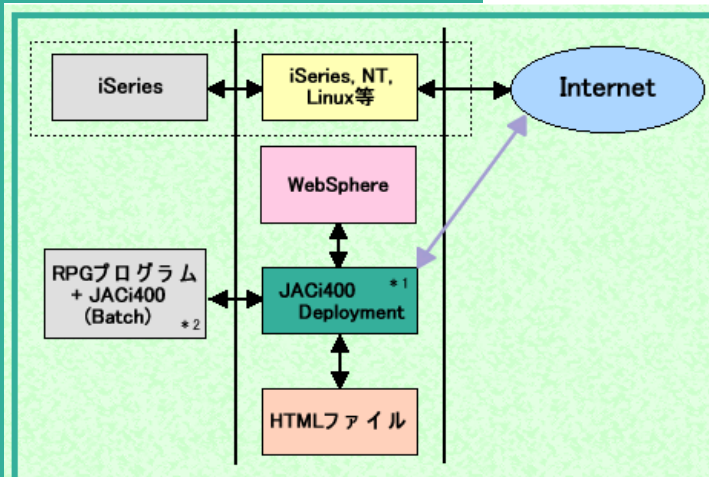 iSeries
iSeries, NT,
Linux等
Internet
WebSphere
RPGプログラム
+ JACi400
(Batch)
*2
JACi400
*1
Deployment
HTMLファイル